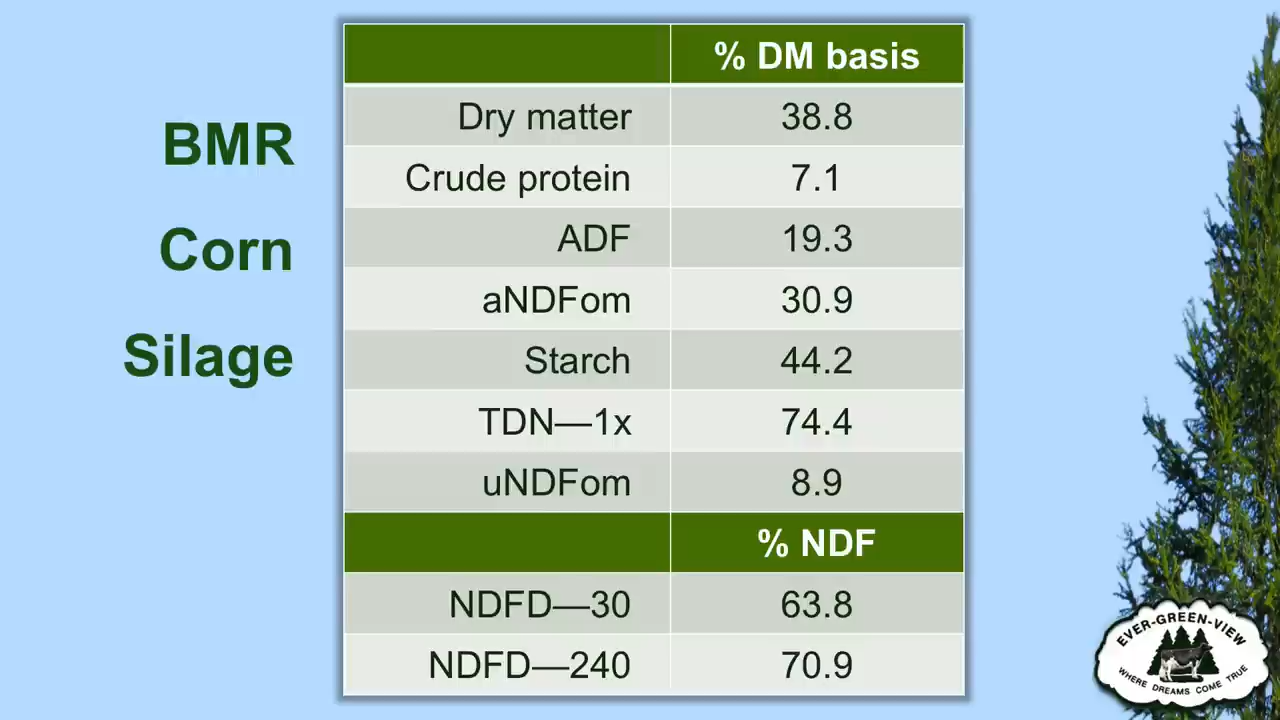 BMR
Corn
Silage
% DM basis
Dry matter 38.8
Crude protein 7.1
ADF 19.3
aNDFom 30.9
Starch 44.2
TDN—1x 74.4
uNDFom 8.9
% NDF
NDFD—30 63.8
NDFD—240 70.9
EVER-GREEN-VIEW
WHERE DREAMS COME TRUE